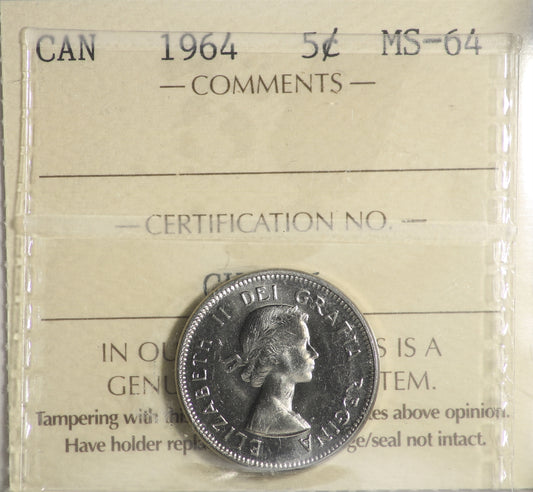 CAN 1964 5¢ MS-64
— COMMENTS —
— CERTIFICATION NO. —
IN OU S IS A
GENU TEM.
Tampering with es above opinion.
Have holder repl ge/seal not intact.
ELIZABETH II DEI GRATIA REGINA